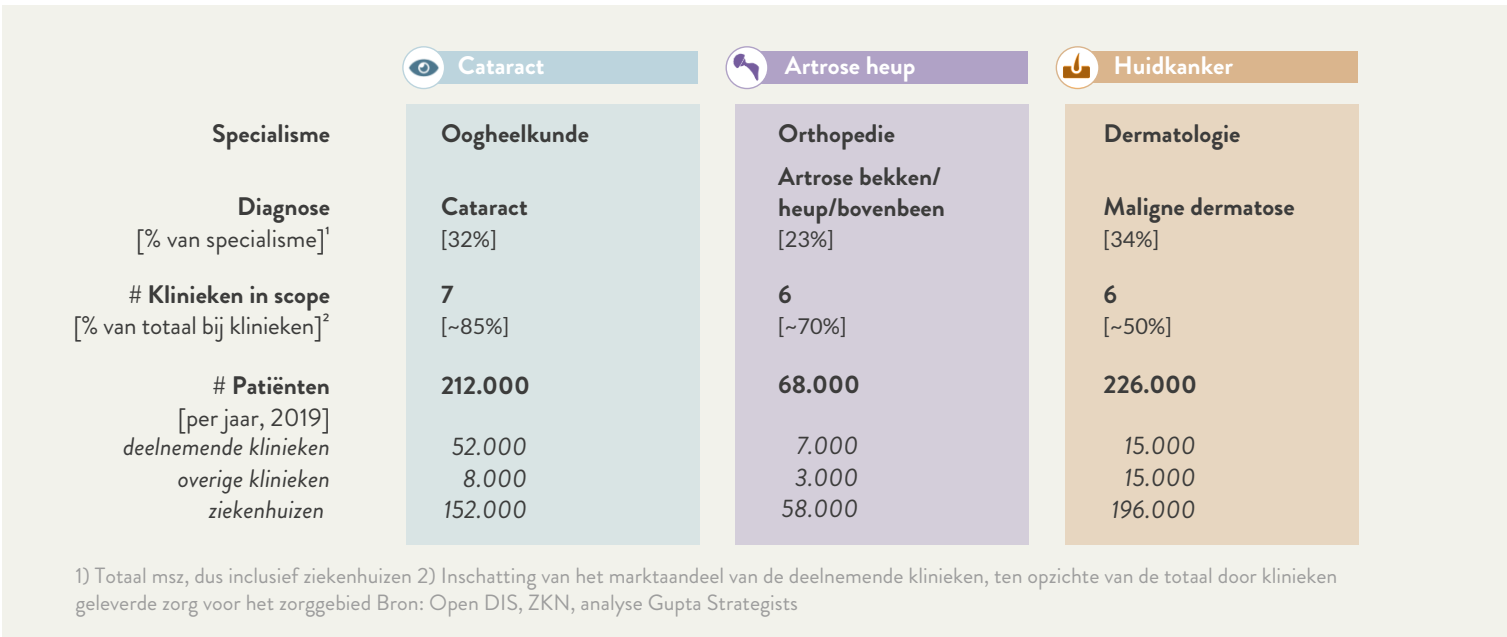 Cataract Artrose heup Huidkanker
Specialisme Oogheelkunde Orthopedie Dermatologie
Artrose bekken/
Diagnose Cataract heup/bovenbeen Maligne dermatose
[% van specialisme]¹ [32%] [23%] [34%]
# Klinieken in scope 7 6 6
[% van totaal bij klinieken]² [~85%] [~70%] [~50%]
# Patiënten 212.000 68.000 226.000
[per jaar, 2019]
deelnemende klinieken 52.000 7.000 15.000
overige klinieken 8.000 3.000 15.000
ziekenhuizen 152.000 58.000 196.000
1) Totaal msz, dus inclusief ziekenhuizen 2) Inschatting van het marktaandeel van de deelnemende klinieken, ten opzichte van de totaal door klinieken
geleverde zorg voor het zorggebied Bron: Open DIS, ZKN, analyse Gupta Strategists